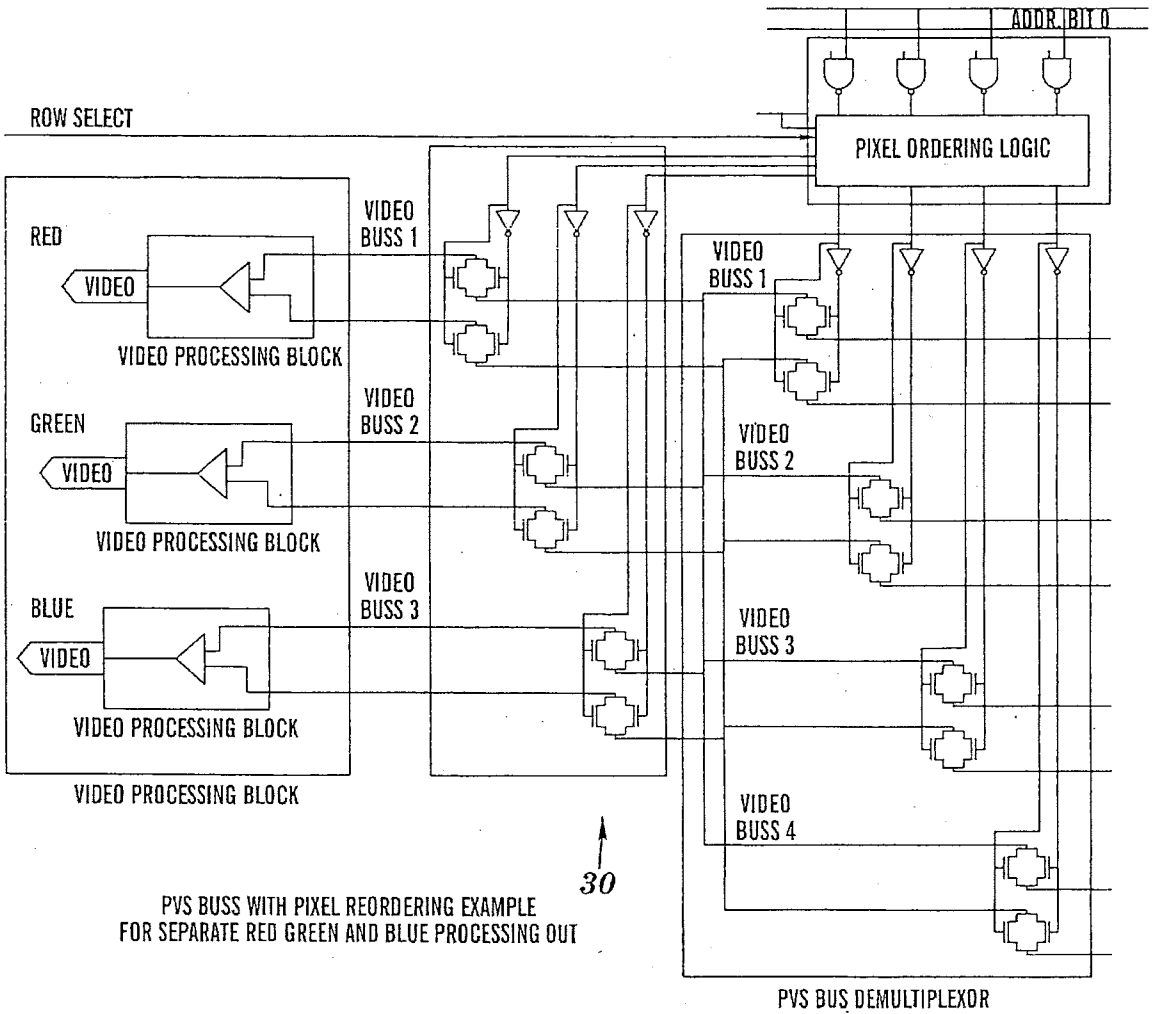 ADDR. BIT 0
ROW SELECT
PIXEL ORDERING LOGIC
RED
VIDEO
BUSS 1
VIDEO
VIDEO PROCESSING BLOCK
VIDEO
BUSS 1
GREEN
VIDEO
BUSS 2
VIDEO
VIDEO PROCESSING BLOCK
VIDEO
BUSS 2
BLUE
VIDEO
BUSS 3
VIDEO
VIDEO PROCESSING BLOCK
VIDEO
BUSS 3
VIDEO PROCESSING BLOCK
VIDEO
BUSS 4
30
PVS BUSS WITH PIXEL REORDERING EXAMPLE
FOR SEPARATE RED GREEN AND BLUE PROCESSING OUT
PVS BUS DEMULTIPLEXOR